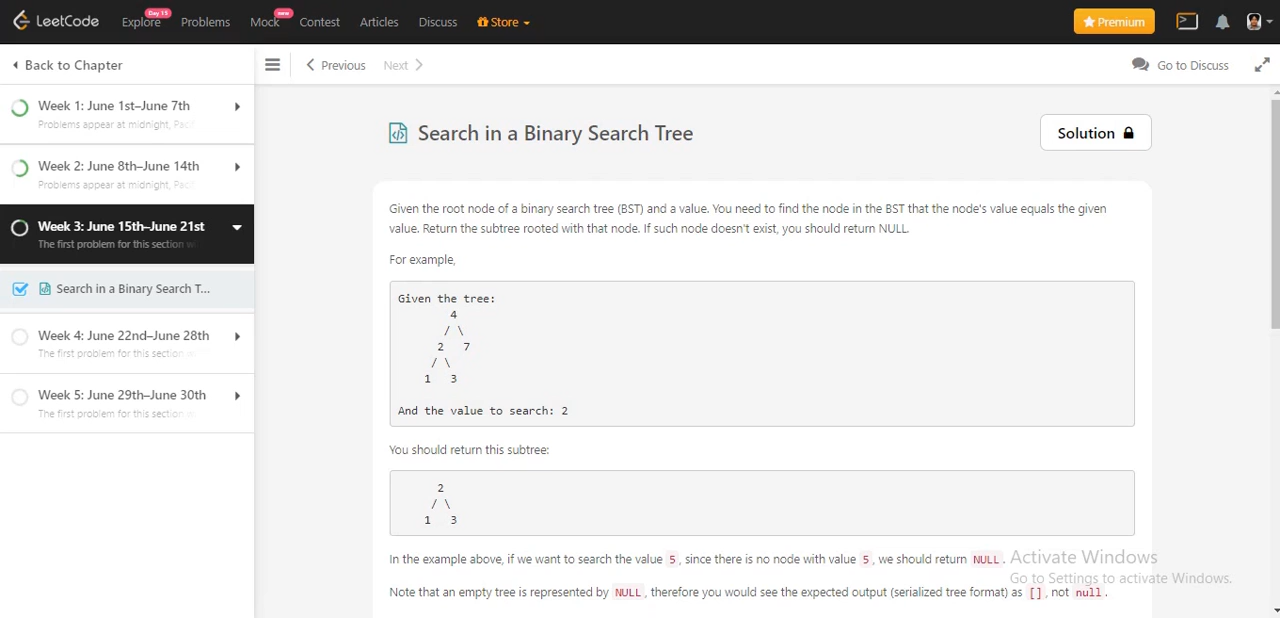 LeetCode
Explore Day 15 Problems Mock new Contest Articles Discuss Store Premium
Back to Chapter
Previous Next Go to Discuss
Week 1: June 1st–June 7th
Problems appear at midnight,
Week 2: June 8th–June 14th
Problems appear at midnight,
Week 3: June 15th–June 21st
The first problem for this section
Search in a Binary Search T...
Week 4: June 22nd–June 28th
The first problem for this section
Week 5: June 29th–June 30th
The first problem for this section
Search in a Binary Search Tree
Solution
Given the root node of a binary search tree (BST) and a value. You need to find the node in the BST that the node's value equals the given
value. Return the subtree rooted with that node. If such node doesn't exist, you should return NULL.
For example,
Given the tree:
4
/ \
2 7
/ \
1 3
And the value to search: 2
You should return this subtree:
2
/ \
1 3
In the example above, if we want to search the value 5, since there is no node with value 5, we should return NULL.
Note that an empty tree is represented by NULL, therefore you would see the expected output (serialized tree format) as [], not null.
Activate Windows
Go to Settings to activate Windows.